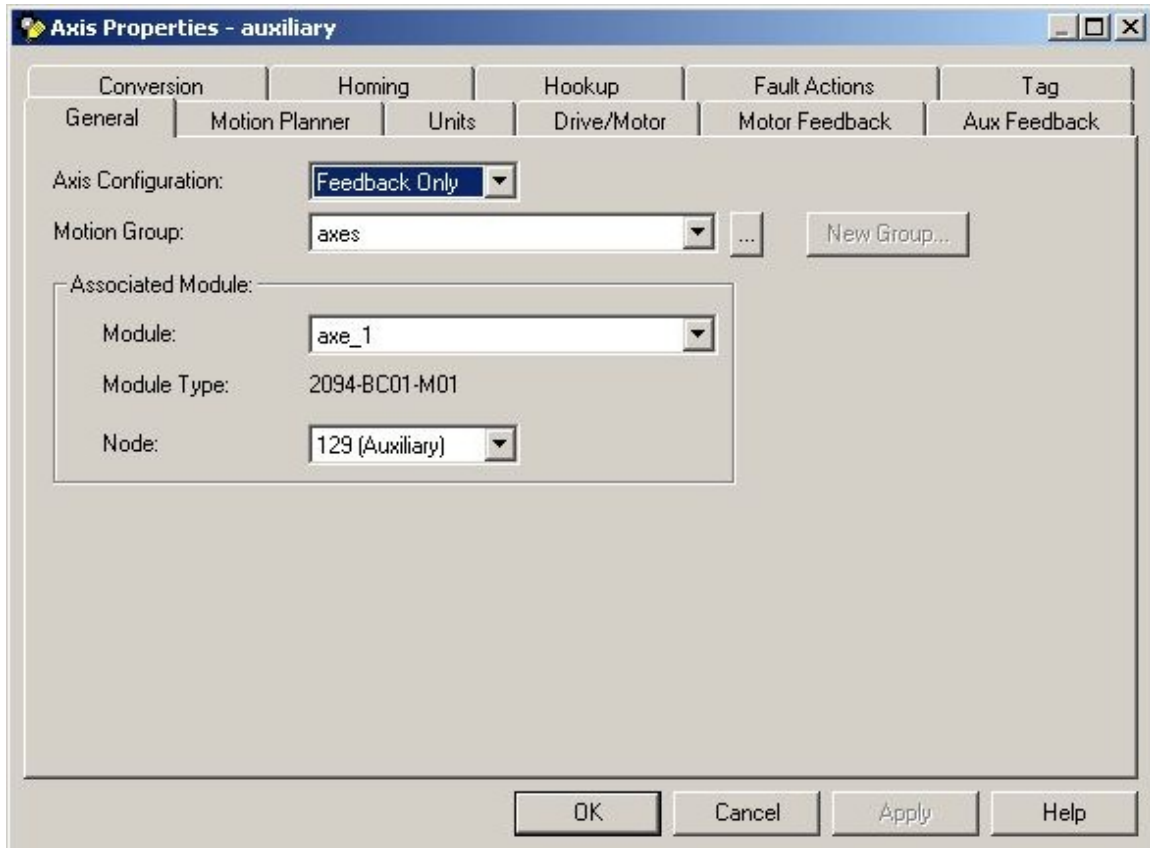 Axis Properties - auxiliary
Conversion Homing Hookup Fault Actions Tag
General Motion Planner Units Drive/Motor Motor Feedback Aux Feedback
Axis Configuration: Feedback Only
Motion Group: axes ... New Group...
Associated Module:
Module: axe_1
Module Type: 2094-BC01-M01
Node: 129 (Auxiliary)
OK Cancel Apply Help